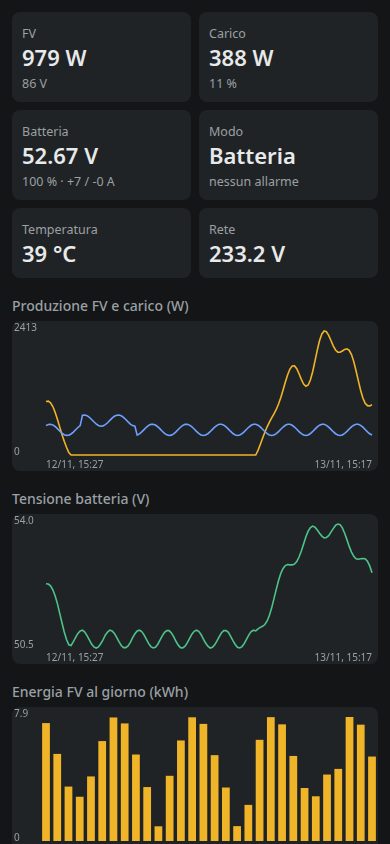 FV
979 W
86 V
Carico
388 W
11 %
Batteria
52.67 V
100 % · +7 / -0 A
Modo
Batteria
nessun allarme
Temperatura
39 °C
Rete
233.2 V
Produzione FV e carico (W)
2413
0
12/11, 15:27
13/11, 15:17
Tensione batteria (V)
54.0
50.5
12/11, 15:27
13/11, 15:17
Energia FV al giorno (kWh)
7.9
0